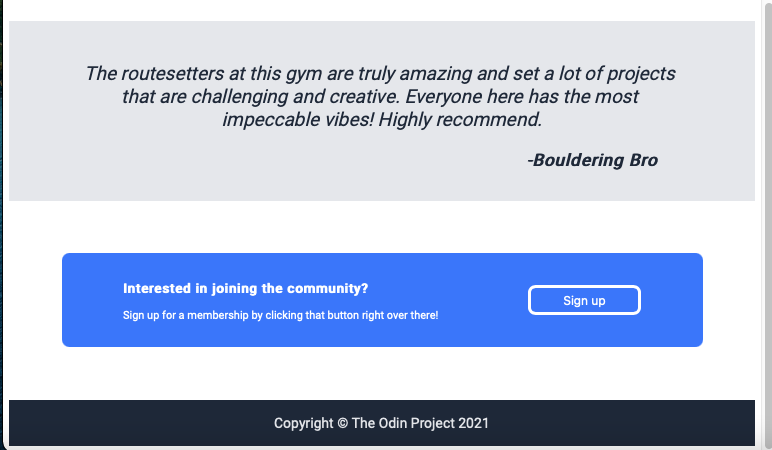 The routesetters at this gym are truly amazing and set a lot of projects
that are challenging and creative. Everyone here has the most
impeccable vibes! Highly recommend.
-Bouldering Bro
Interested in joining the community?
Sign up for a membership by clicking that button right over there!
Sign up
Copyright © The Odin Project 2021